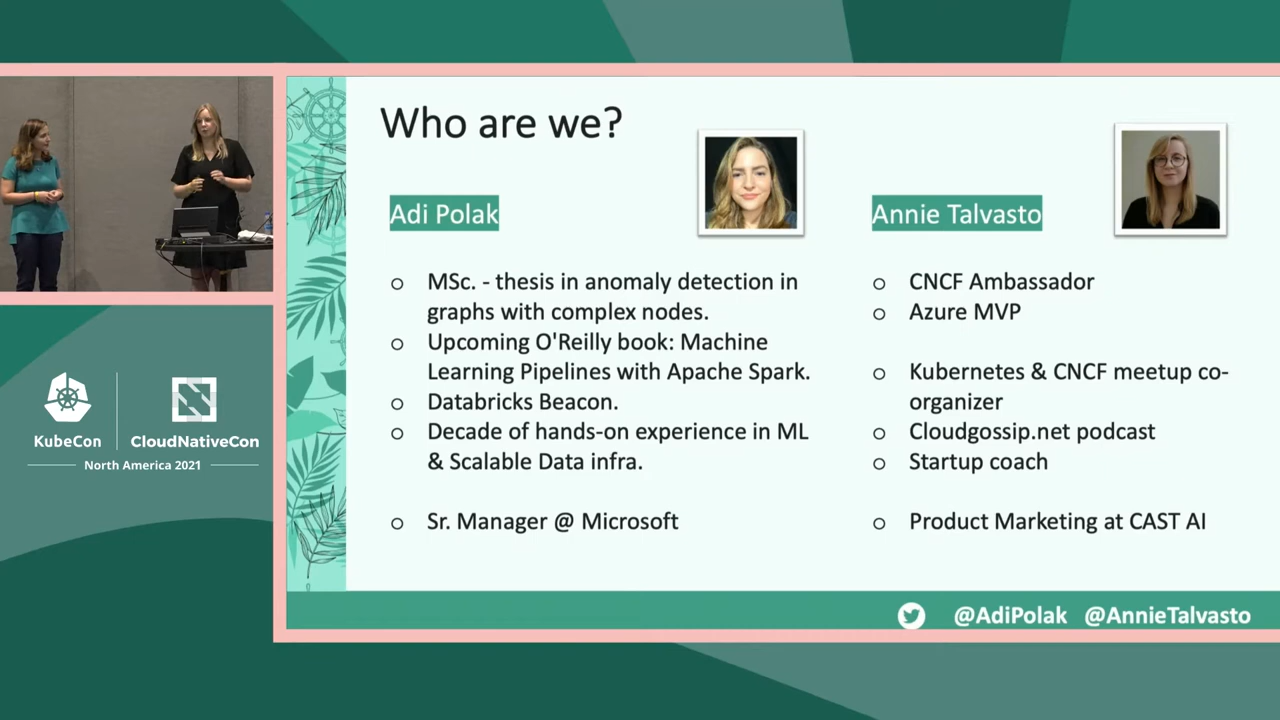 Who are we?
Adi Polak
MSc. - thesis in anomaly detection in
graphs with complex nodes.
Upcoming O'Reilly book: Machine
Learning Pipelines with Apache Spark.
Databricks Beacon.
Decade of hands-on experience in ML
& Scalable Data infra.
Sr. Manager @ Microsoft
Annie Talvasto
CNCF Ambassador
Azure MVP
Kubernetes & CNCF meetup co-
organizer
Cloudgossip.net podcast
Startup coach
Product Marketing at CAST AI
@AdiPolak @AnnieTalvasto
KubeCon
CloudNativeCon
North America 2021